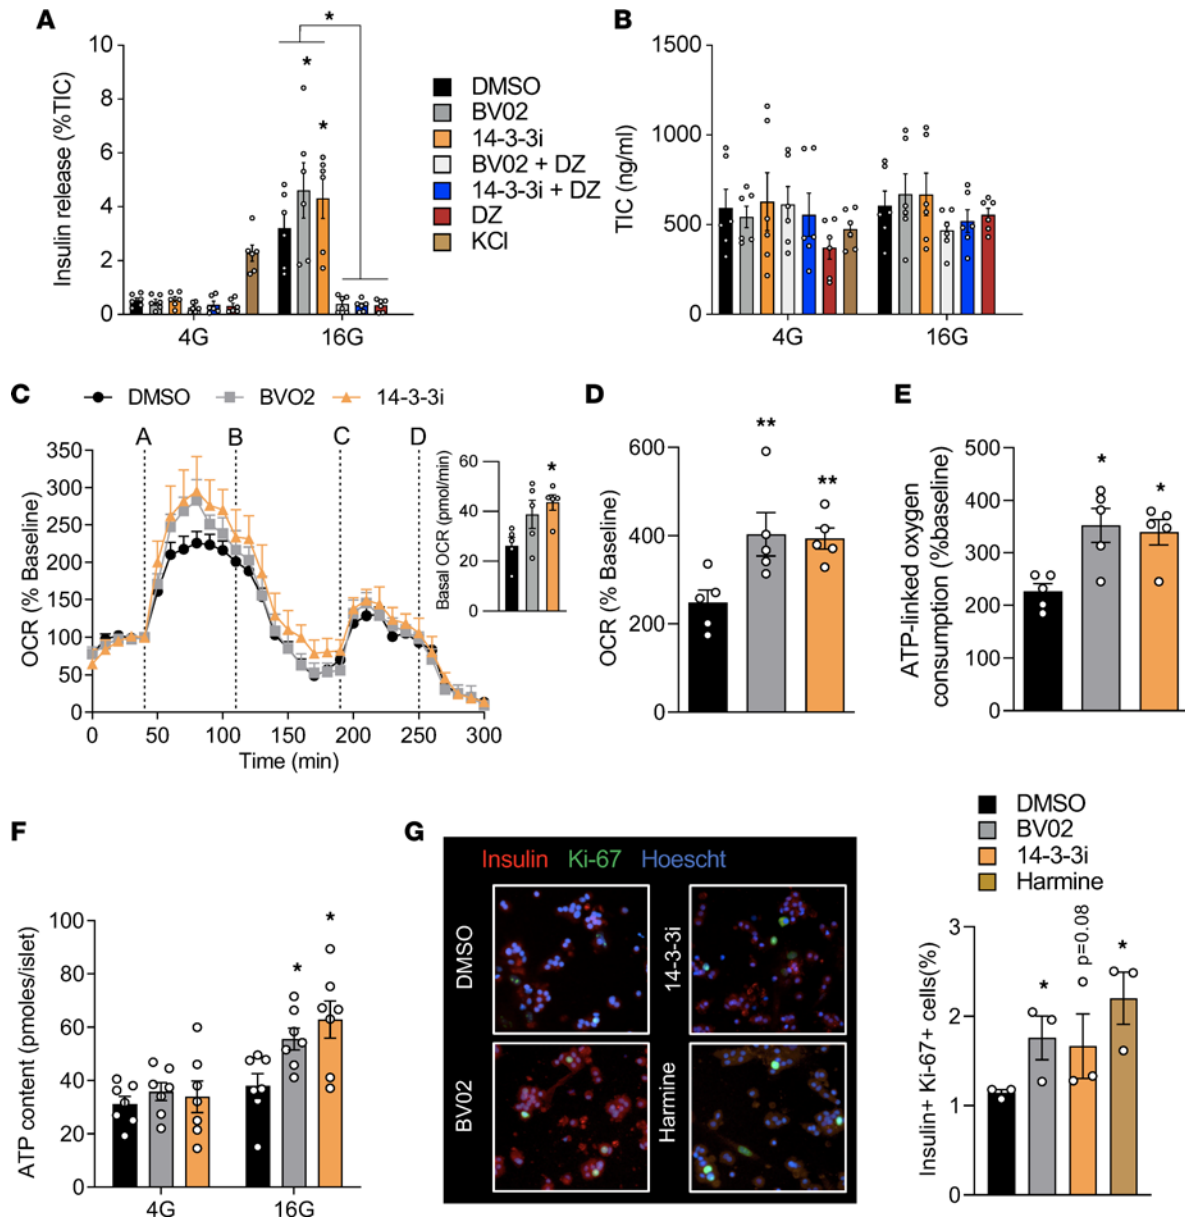 A
Insulin release (%TIC)
10
8
6
4
2
0
*
*
*
4G
16G
DMSO
BV02
14-3-3i
BV02 + DZ
14-3-3i + DZ
DZ
KCl
B
TIC (ng/ml)
1500
1000
500
0
4G
16G
C
DMSO
BVO2
14-3-3i
OCR (% Baseline)
350
300
250
200
150
100
50
0
A
B
C
D
0
50
100
150
200
250
300
Time (min)
Basal OCR (pmol/min)
60
40
20
0
*
D
OCR (% Baseline)
600
400
200
0
**
**
E
ATP-linked oxygen
consumption (%baseline)
500
400
300
200
100
0
*
*
F
ATP content (pmoles/islet)
100
80
60
40
20
0
*
*
4G
16G
G
Insulin Ki-67 Hoescht
DMSO
14-3-3i
BV02
Harmine
DMSO
BV02
14-3-3i
Harmine
Insulin+ Ki-67+ cells(%)
3
2
1
0
*
p=0.08
*